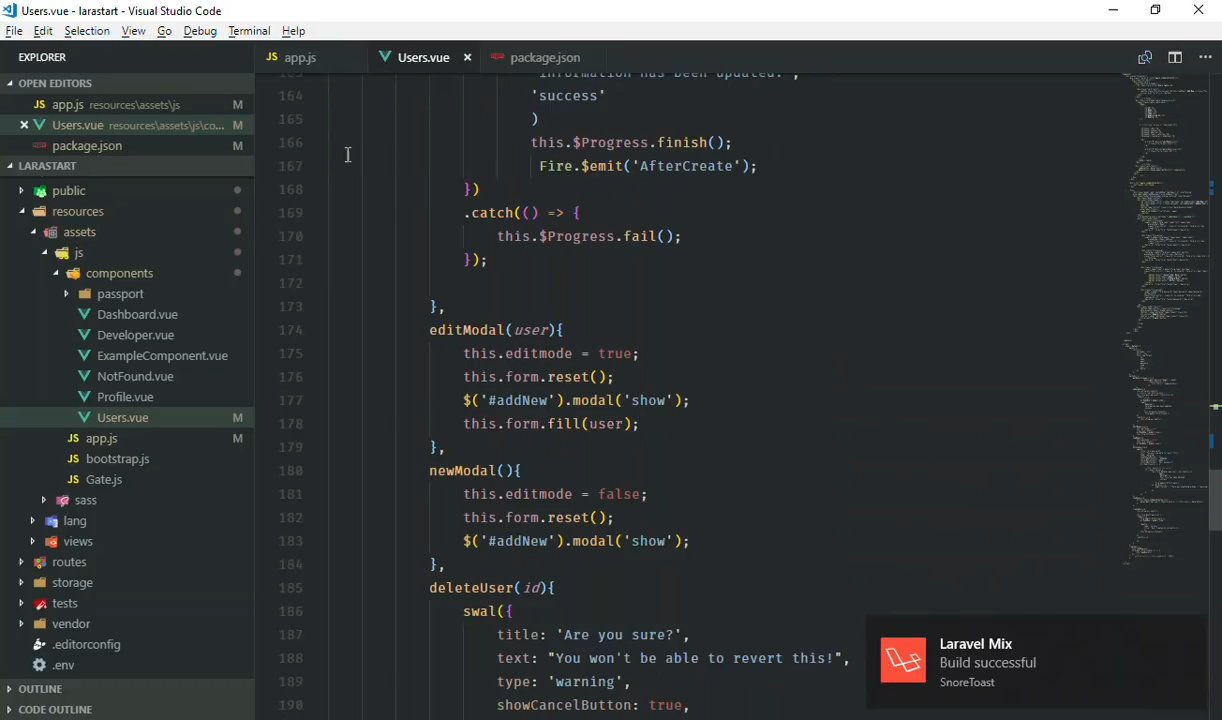 Users.vue - larastart - Visual Studio Code
File Edit Selection View Go Debug Terminal Help
EXPLORER
OPEN EDITORS
JS app.js resources\assets\js M
Users.vue resources\assets\js\co... M
package.json M
LARASTART
public
resources
assets
js
components
passport
Dashboard.vue
Developer.vue
ExampleComponent.vue
NotFound.vue
Profile.vue
Users.vue M
JS app.js M
JS bootstrap.js
JS Gate.js
sass
lang
views
routes
storage
tests
vendor
.editorconfig
.env
OUTLINE
CODE OUTLINE
JS app.js Users.vue package.json
'Information has been updated.',
164 'success'
165 )
166 this.$Progress.finish();
167 Fire.$emit('AfterCreate');
168 })
169 .catch(() => {
170 this.$Progress.fail();
171 });
172
173 },
174 editModal(user){
175 this.editmode = true;
176 this.form.reset();
177 $('#addNew').modal('show');
178 this.form.fill(user);
179 },
180 newModal(){
181 this.editmode = false;
182 this.form.reset();
183 $('#addNew').modal('show');
184 },
185 deleteUser(id){
186 swal({
187 title: 'Are you sure?',
188 text: "You won't be able to revert this!",
189 type: 'warning',
190 showCancelButton: true,
Laravel Mix
Build successful
SnoreToast